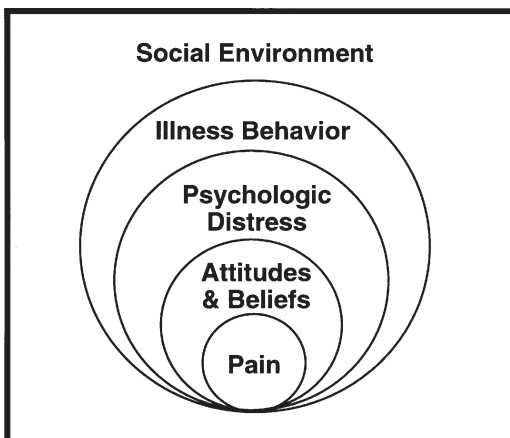 Social Environment
Illness Behavior
Psychologic
Distress
Attitudes
& Beliefs
Pain